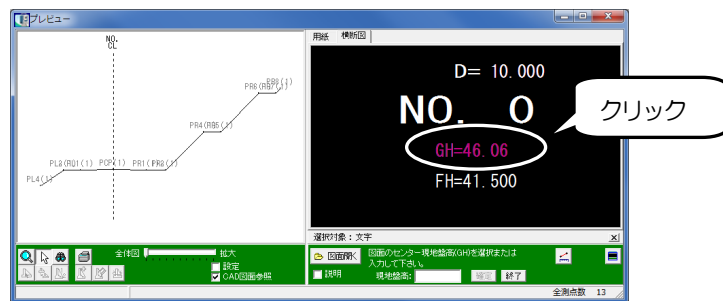 プレビュー
用紙 横断図
NO.
CL
PR6(RB7(1)
RB8(1)
PR4(RB5(1)
PL3(RU1(1) PCP(1) PR1(PR2(1)
PL4(1)
D= 10.000
NO. 0
GH=46.06
FH=41.500
クリック
選択対象：文字
x
全体図 拡大
設定
CAD図面参照
図面開く
図面のセンター現地盤高(GH)を選択または
入力して下さい。
説明 現地盤高: 確定 終了
全測点数 13